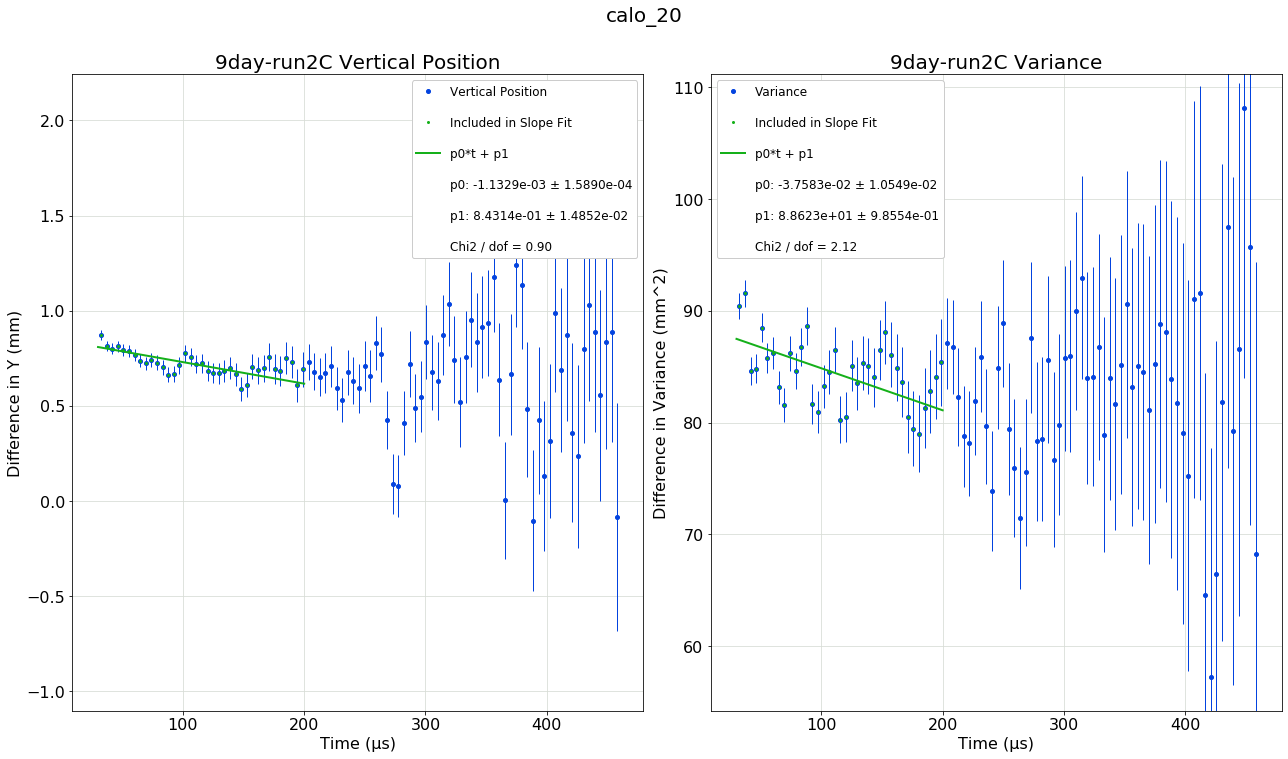 calo_20
9day-run2C Vertical Position
Difference in Y (mm)
2.0
1.5
1.0
0.5
0.0
−0.5
−1.0
Vertical Position
Included in Slope Fit
p0*t + p1
p0: -1.1329e-03 ± 1.5890e-04
p1: 8.4314e-01 ± 1.4852e-02
Chi2 / dof = 0.90
100 200 300 400
Time (μs)
9day-run2C Variance
Difference in Variance (mm^2)
110
100
90
80
70
60
Variance
Included in Slope Fit
p0*t + p1
p0: -3.7583e-02 ± 1.0549e-02
p1: 8.8623e+01 ± 9.8554e-01
Chi2 / dof = 2.12
100 200 300 400
Time (μs)